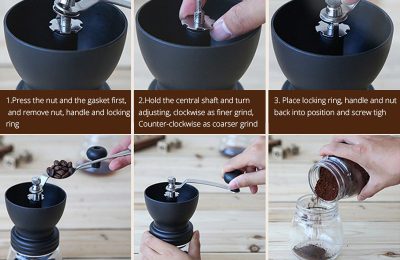 1.Press the nut and the gasket first,
and remove nut, handle and locking
ring
2.Hold the central shaft and turn
adjusting, clockwise as finer grind,
Counter-clockwise as coarser grind
3. Place locking ring, handle and nut
back into position and screw tigh